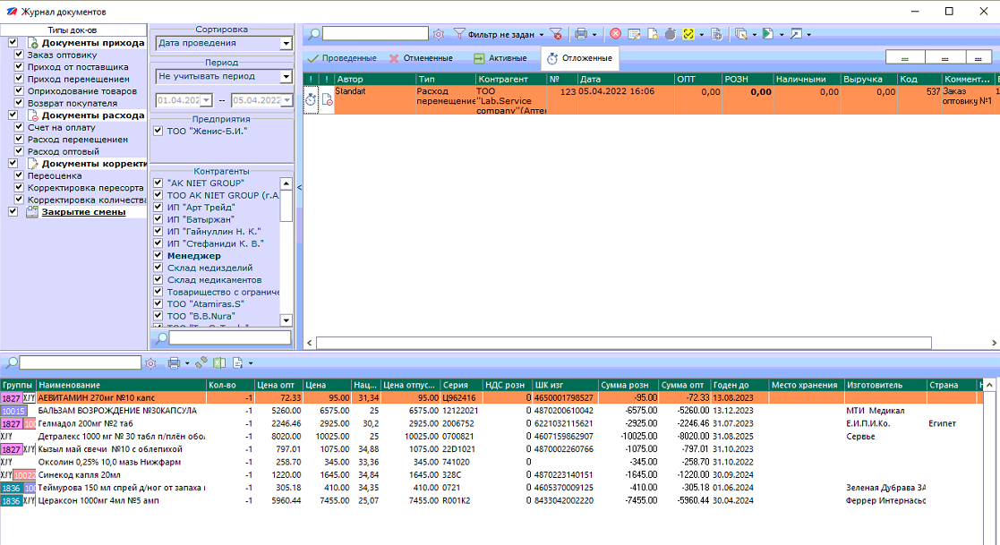 Журнал документов
Типы док-ов
Документы прихода
Заказ оптовику
Приход от поставщика
Приход перемещением
Оприходование товаров
Возврат покупателя
Документы расхода
Счет на оплату
Расход перемещением
Расход оптовый
Документы корректи
Переоценка
Корректировка пересорта
Корректировка количества
Закрытие смены
Сортировка
Дата проведения
Период
Не учитывать период
01.04.202 -- 05.04.2022
Предприятия
ТОО "Женис-Б.И."
Контрагенты
"AK NIET GROUP"
ТОО AK NIET GROUP (г.А
ИП "Арт Трейд"
ИП "Батыржан"
ИП "Гайнуллин Н. К."
ИП "Стефаниди К. В."
Менеджер
Склад медизделий
Склад медикаментов
Товарищество с ограниче
ТОО "Atamiras.S"
ТОО "B.B.Nura"
<
Фильтр не задан
Проведенные Отмененные Активные Отложенные
... ... ...
! ! Автор Тип Контрагент № Дата ОПТ РОЗН Наличными Выручка Код Коммент...
Standart Расход перемещение ТОО "Lab.Service company"(Аптек 123 05.04.2022 16:06 0,00 0,00 0,00 0,00 537 Заказ оптовику №1
Группы Наименование Кол-во Цена опт Цена Нац... Цена отпус... Серия НДС розн ШК изг Сумма розн Сумма опт Годен до Место хранения Изготовитель Страна
1827 Х/У АЕВИТАМИН 270мг №10 капс -1 72.33 95.00 31,34 95.00 Ц962416 0 4650001798527 -95.00 -72.33 13.08.2023
10015 БАЛЬЗАМ ВОЗРОЖДЕНИЕ №30КАПСУЛА -1 5260.00 6575.00 25 6575.00 12122021 0 4870200610042 -6575.00 -5260.00 13.12.2023 МТИ Медикал
1827 100 Гелмадол 200мг №2 таб -1 2246.46 2925.00 30,2 2925.00 2006752 0 6221032115621 -2925.00 -2246.46 31.07.2023 Е.И.П.И.Ко. Египет
Х/У Детралекс 1000 мг № 30 табл п/плён обол -1 8020.00 10025.00 25 10025.00 0700821 0 4607159862907 -10025.00 -8020.00 31.08.2025 Сервье
1827 Х/У Кызыл май свечи №10 с облепихой -1 797.01 1075.00 34,88 1075.00 22D1021 0 4870002260766 -1075.00 -797.01 31.10.2023
Х/У Оксолин 0,25% 10,0 мазь Нижфарм -1 258.70 345.00 33,36 345.00 741020 0 -345.00 -258.70 31.10.2022
Х/У 10022 Синекод капля 20мл -1 1220.00 1645.00 34,84 1645.00 328C 0 4870223140151 -1645.00 -1220.00 30.09.2024
1836 100 Теймурова 150 мл спрей д/ног от запаха и -1 305.18 410.00 34,35 410.00 0721 0 4605370009125 -410.00 -305.18 01.06.2024 Зеленая Дубрава ЗА
1836 Х/У Цераксон 1000мг 4мл №5 амп -1 5960.44 7455.00 25,07 7455.00 R001K2 0 8433042002220 -7455.00 -5960.44 30.04.2024 Феррер Интернасьо